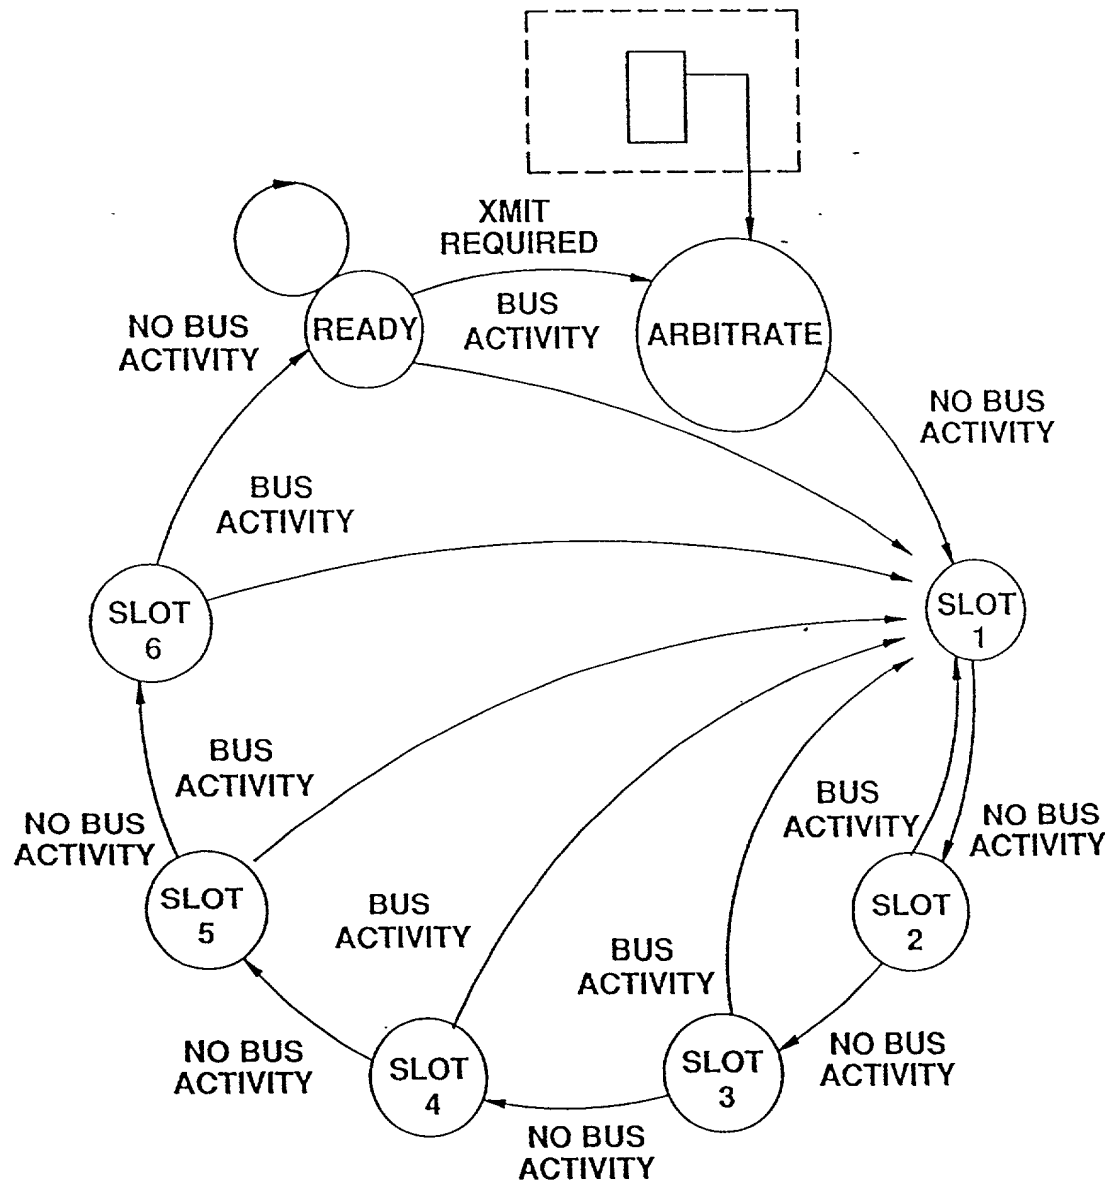 XMIT
REQUIRED
BUS
ACTIVITY
READY
ARBITRATE
NO BUS
ACTIVITY
NO BUS
ACTIVITY
BUS
ACTIVITY
SLOT
6
SLOT
1
BUS
ACTIVITY
BUS
ACTIVITY
NO BUS
ACTIVITY
NO BUS
ACTIVITY
SLOT
5
BUS
ACTIVITY
SLOT
2
BUS
ACTIVITY
NO BUS
ACTIVITY
SLOT
4
SLOT
3
NO BUS
ACTIVITY
NO BUS
ACTIVITY